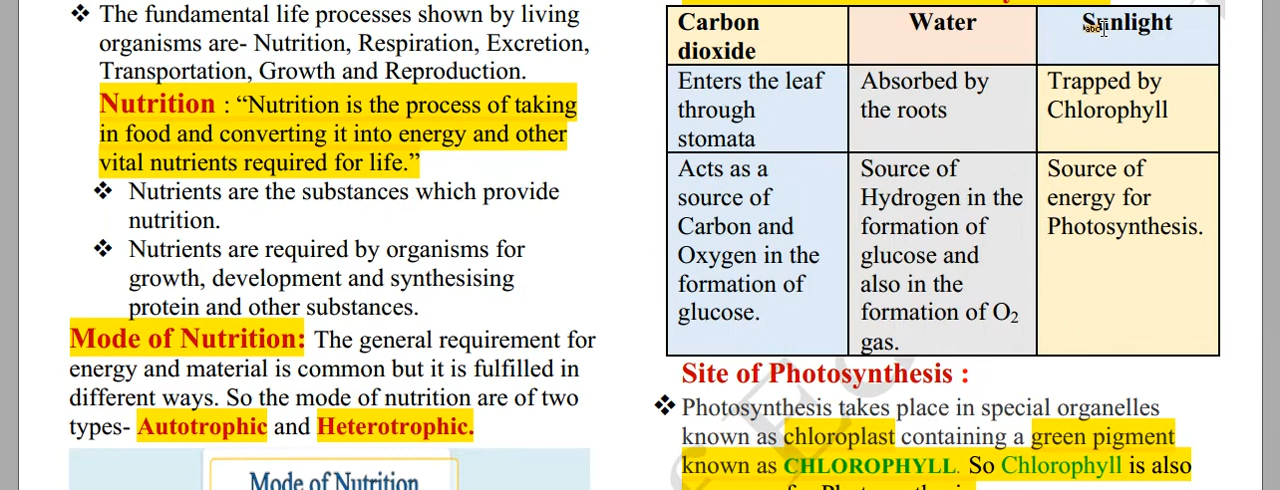 ❖ The fundamental life processes shown by living
organisms are- Nutrition, Respiration, Excretion,
Transportation, Growth and Reproduction.
Nutrition : “Nutrition is the process of taking
in food and converting it into energy and other
vital nutrients required for life.”
❖ Nutrients are the substances which provide
nutrition.
❖ Nutrients are required by organisms for
growth, development and synthesising
protein and other substances.
Mode of Nutrition: The general requirement for
energy and material is common but it is fulfilled in
different ways. So the mode of nutrition are of two
types- Autotrophic and Heterotrophic.
Mode of Nutrition
Carbon
dioxide
Water
Sunlight
Enters the leaf
through
stomata
Absorbed by
the roots
Trapped by
Chlorophyll
Acts as a
source of
Carbon and
Oxygen in the
formation of
glucose.
Source of
Hydrogen in the
formation of
glucose and
also in the
formation of O₂
gas.
Source of
energy for
Photosynthesis.
Site of Photosynthesis :
❖ Photosynthesis takes place in special organelles
known as chloroplast containing a green pigment
known as CHLOROPHYLL. So Chlorophyll is also